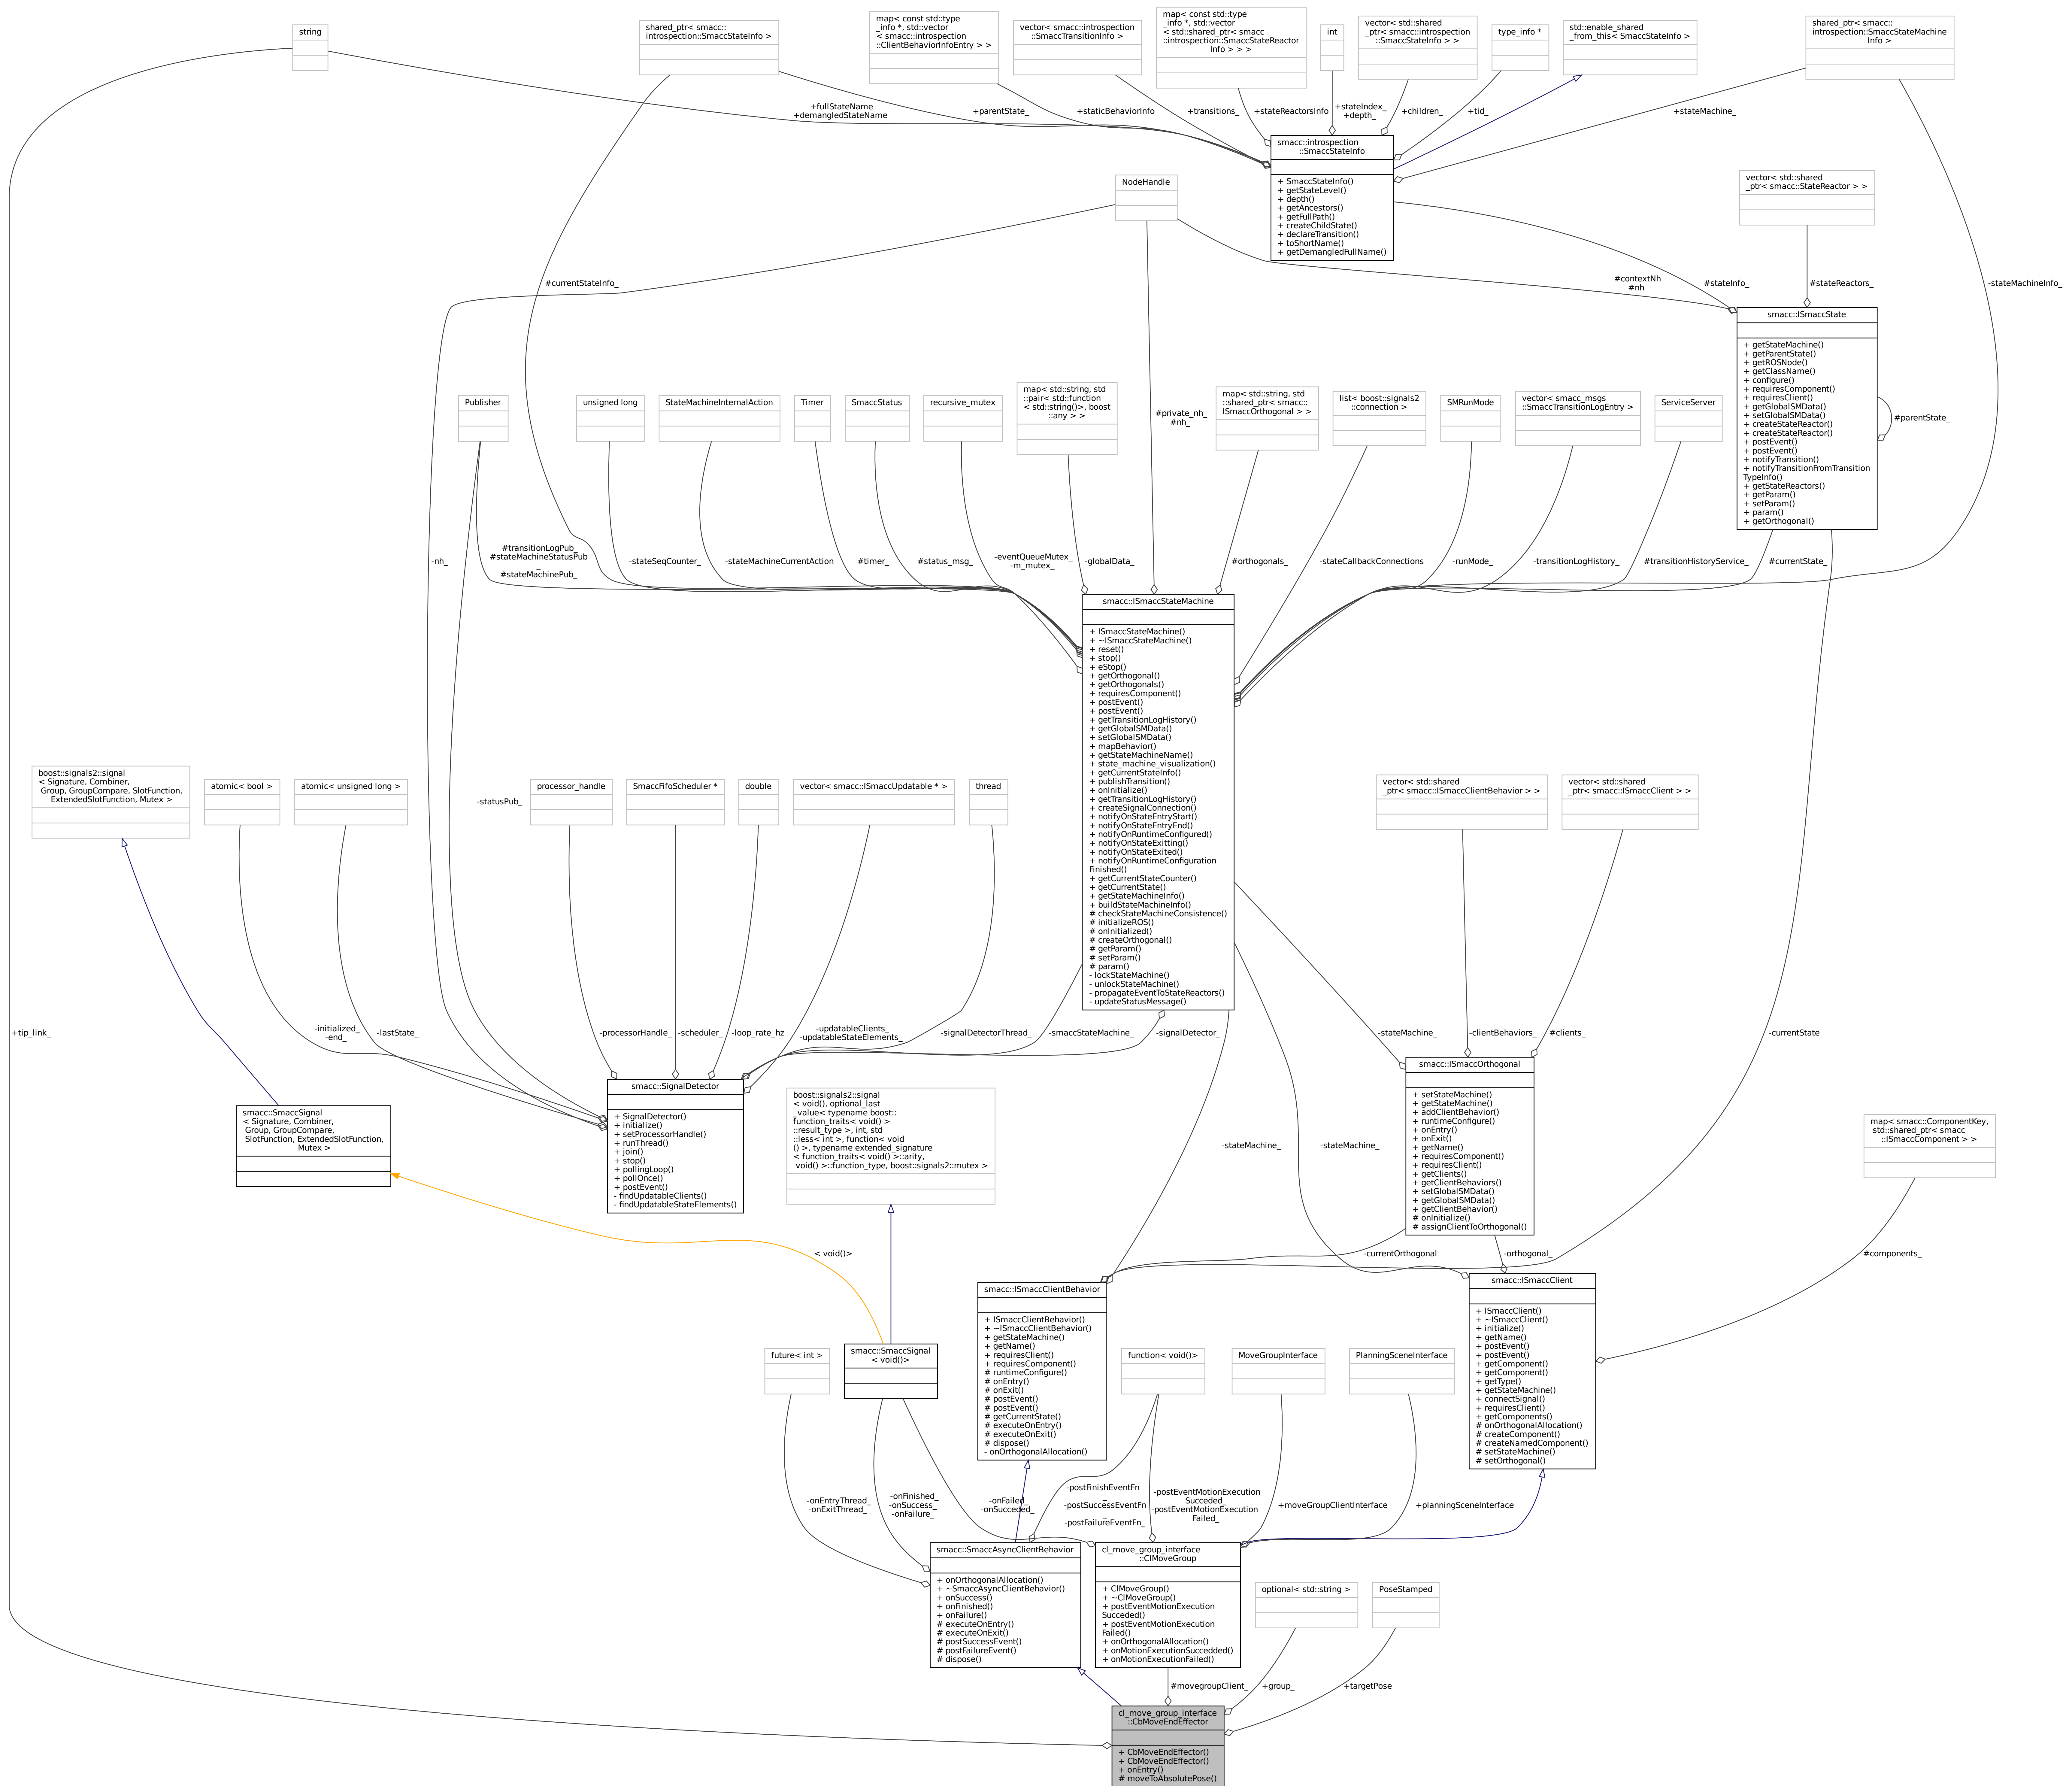 string
shared_ptr< smacc::
introspection::SmaccStateInfo >
map< const std::type
_info *, std::vector
< smacc::introspection
::ClientBehaviorInfoEntry > >
vector< smacc::introspection
::SmaccTransitionInfo >
map< const std::type
_info *, std::vector
< std::shared_ptr< smacc
::introspection::SmaccStateReactor
Info > > >
int
vector< std::shared
_ptr< smacc::introspection
::SmaccStateInfo > >
type_info *
std::enable_shared
_from_this< SmaccStateInfo >
shared_ptr< smacc::
introspection::SmaccStateMachine
Info >
+fullStateName
+demangledStateName
+parentState_
+staticBehaviorInfo
+transitions_
+stateReactorsInfo
+stateIndex_
+depth_
+children_
+tid_
+stateMachine_
smacc::introspection
::SmaccStateInfo
+ SmaccStateInfo()
+ getStateLevel()
+ depth()
+ getAncestors()
+ getFullPath()
+ createChildState()
+ declareTransition()
+ toShortName()
+ getDemangledFullName()
NodeHandle
vector< std::shared
_ptr< smacc::StateReactor > >
#currentStateInfo_
#contextNh
#nh
#stateInfo_
#stateReactors_
-stateMachineInfo_
smacc::ISmaccState
+ getStateMachine()
+ getParentState()
+ getROSNode()
+ getClassName()
+ configure()
+ requiresComponent()
+ requiresClient()
+ getGlobalSMData()
+ setGlobalSMData()
+ createStateReactor()
+ createStateReactor()
+ postEvent()
+ postEvent()
+ notifyTransition()
+ notifyTransitionFromTransition
TypeInfo()
+ getStateReactors()
+ getParam()
+ setParam()
+ param()
+ getOrthogonal()
#parentState_
Publisher
unsigned long
StateMachineInternalAction
Timer
SmaccStatus
recursive_mutex
map< std::string, std
::pair< std::function
< std::string()>, boost
::any > >
#private_nh_
#nh_
map< std::string, std
::shared_ptr< smacc::
ISmaccOrthogonal > >
list< boost::signals2
::connection >
SMRunMode
vector< smacc_msgs
::SmaccTransitionLogEntry >
ServiceServer
-nh_
#transitionLogPub_
#stateMachineStatusPub
_
#stateMachinePub_
-stateSeqCounter_
-stateMachineCurrentAction
#timer_
#status_msg_
-eventQueueMutex_
-m_mutex_
-globalData_
#orthogonals_
-stateCallbackConnections
-runMode_
-transitionLogHistory_
#transitionHistoryService_
#currentState_
smacc::ISmaccStateMachine
+ ISmaccStateMachine()
+ ~ISmaccStateMachine()
+ reset()
+ stop()
+ eStop()
+ getOrthogonal()
+ getOrthogonals()
+ requiresComponent()
+ postEvent()
+ postEvent()
+ getTransitionLogHistory()
+ getGlobalSMData()
+ setGlobalSMData()
+ mapBehavior()
+ getStateMachineName()
+ state_machine_visualization()
+ getCurrentStateInfo()
+ publishTransition()
+ onInitialize()
+ getTransitionLogHistory()
+ createSignalConnection()
+ notifyOnStateEntryStart()
+ notifyOnStateEntryEnd()
+ notifyOnRuntimeConfigured()
+ notifyOnStateExitting()
+ notifyOnStateExited()
+ notifyOnRuntimeConfiguration
Finished()
+ getCurrentStateCounter()
+ getCurrentState()
+ getStateMachineInfo()
+ buildStateMachineInfo()
# checkStateMachineConsistence()
# initializeROS()
# onInitialized()
# createOrthogonal()
# getParam()
# setParam()
# param()
- lockStateMachine()
- unlockStateMachine()
- propagateEventToStateReactors()
- updateStatusMessage()
boost::signals2::signal
< Signature, Combiner,
Group, GroupCompare, SlotFunction,
ExtendedSlotFunction, Mutex >
atomic< bool >
atomic< unsigned long >
-statusPub_
processor_handle
SmaccFifoScheduler *
double
vector< smacc::ISmaccUpdatable * >
thread
vector< std::shared
_ptr< smacc::ISmaccClientBehavior > >
vector< std::shared
_ptr< smacc::ISmaccClient > >
+tip_link_
-initialized_
-end_
-lastState_
-processorHandle_
-scheduler_
-loop_rate_hz
-updatableClients_
-updatableStateElements_
-signalDetectorThread_
-smaccStateMachine_
-signalDetector_
-stateMachine_
-clientBehaviors_
#clients_
-currentState
smacc::SmaccSignal
< Signature, Combiner,
Group, GroupCompare,
SlotFunction, ExtendedSlotFunction,
Mutex >
smacc::SignalDetector
+ SignalDetector()
+ initialize()
+ setProcessorHandle()
+ runThread()
+ join()
+ stop()
+ pollingLoop()
+ pollOnce()
+ postEvent()
- findUpdatableClients()
- findUpdatableStateElements()
boost::signals2::signal
< void(), optional_last
_value< typename boost::
function_traits< void() >
::result_type >, int, std
::less< int >, function< void
() >, typename extended_signature
< function_traits< void() >::arity,
void() >::function_type, boost::signals2::mutex >
smacc::ISmaccOrthogonal
+ setStateMachine()
+ getStateMachine()
+ addClientBehavior()
+ runtimeConfigure()
+ onEntry()
+ onExit()
+ getName()
+ requiresComponent()
+ requiresClient()
+ getClients()
+ getClientBehaviors()
+ setGlobalSMData()
+ getGlobalSMData()
+ getClientBehavior()
# onInitialize()
# assignClientToOrthogonal()
map< smacc::ComponentKey,
std::shared_ptr< smacc
::ISmaccComponent > >
-stateMachine_
-stateMachine_
< void()>
-currentOrthogonal
-orthogonal_
#components_
smacc::ISmaccClientBehavior
+ ISmaccClientBehavior()
+ ~ISmaccClientBehavior()
+ getStateMachine()
+ getName()
+ requiresClient()
+ requiresComponent()
# runtimeConfigure()
# onEntry()
# onExit()
# postEvent()
# postEvent()
# getCurrentState()
# executeOnEntry()
# executeOnExit()
# dispose()
- onOrthogonalAllocation()
smacc::ISmaccClient
+ ISmaccClient()
+ ~ISmaccClient()
+ initialize()
+ getName()
+ postEvent()
+ postEvent()
+ getComponent()
+ getComponent()
+ getType()
+ getStateMachine()
+ connectSignal()
+ requiresClient()
+ getComponents()
# onOrthogonalAllocation()
# createComponent()
# createNamedComponent()
# setStateMachine()
# setOrthogonal()
future< int >
smacc::SmaccSignal
< void()>
function< void()>
MoveGroupInterface
PlanningSceneInterface
-onEntryThread_
-onExitThread_
-onFinished_
-onSuccess_
-onFailure_
-onFailed_
-onSucceded_
-postFinishEventFn
_
-postSuccessEventFn
_
-postFailureEventFn_
-postEventMotionExecution
Succeded_
-postEventMotionExecution
Failed_
+moveGroupClientInterface
+planningSceneInterface
smacc::SmaccAsyncClientBehavior
+ onOrthogonalAllocation()
+ ~SmaccAsyncClientBehavior()
+ onSuccess()
+ onFinished()
+ onFailure()
# executeOnEntry()
# executeOnExit()
# postSuccessEvent()
# postFailureEvent()
# dispose()
cl_move_group_interface
::ClMoveGroup
+ ClMoveGroup()
+ ~ClMoveGroup()
+ postEventMotionExecution
Succeded()
+ postEventMotionExecution
Failed()
+ onOrthogonalAllocation()
+ onMotionExecutionSuccedded()
+ onMotionExecutionFailed()
optional< std::string >
PoseStamped
#movegroupClient_
+group_
+targetPose
cl_move_group_interface
::CbMoveEndEffector
+ CbMoveEndEffector()
+ CbMoveEndEffector()
+ onEntry()
# moveToAbsolutePose()